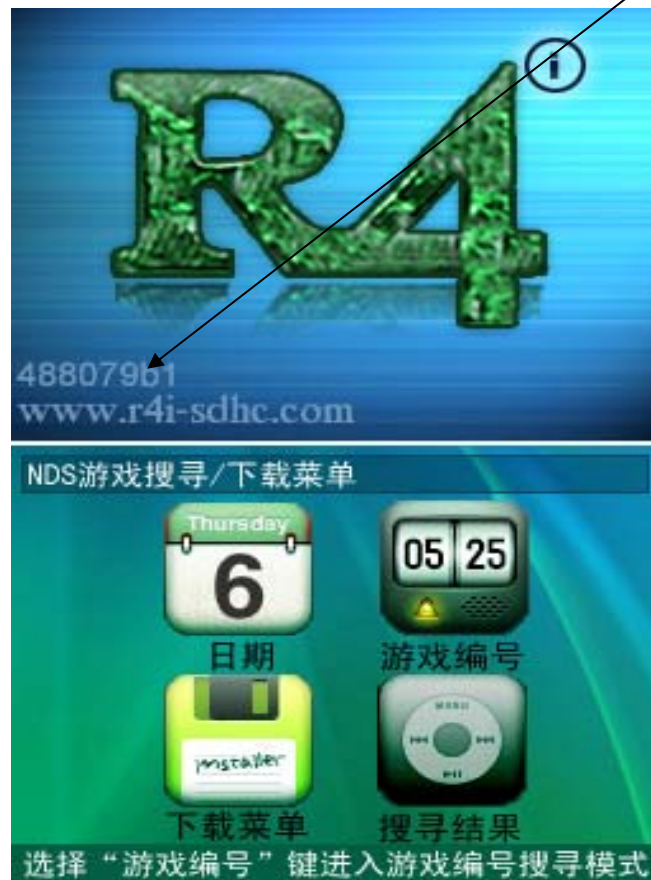 R4
i
488079b1
www.r4i-sdhc.com
NDS游戏搜寻/下载菜单
Thursday
6
05 25
日期
游戏编号
Installer
MENU
下载菜单
搜寻结果
选择“游戏编号”键进入游戏编号搜寻模式